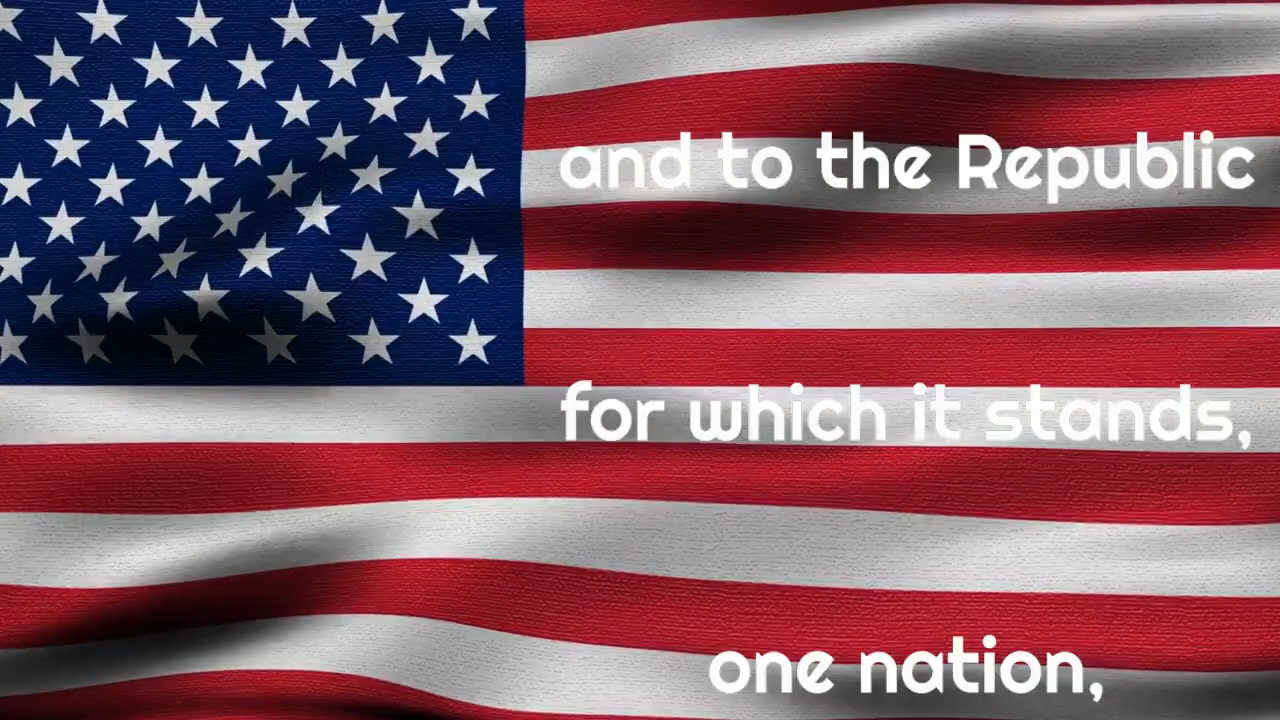 and to the Republic
for which it stands,
one nation,